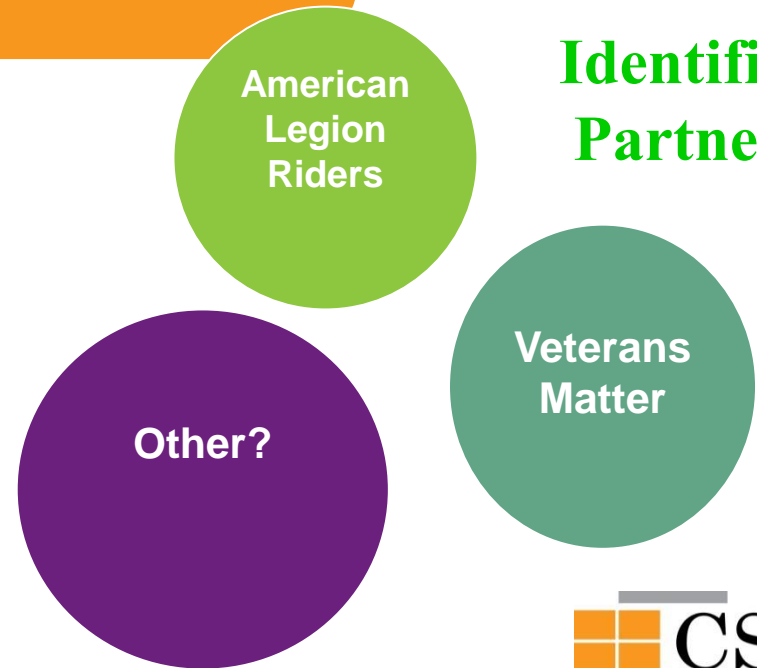 American
Legion
Riders
Identifi
Partne
Veterans
Matter
Other?
CS